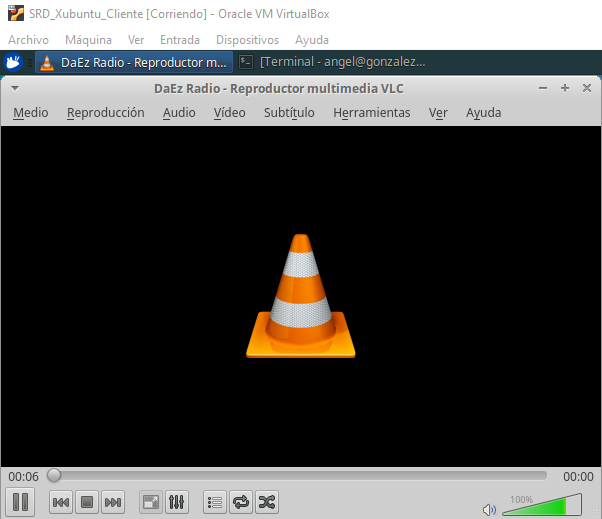 SRD_Xubuntu_Cliente [Corriendo] - Oracle VM VirtualBox
Archivo Máquina Ver Entrada Dispositivos Ayuda
DaEz Radio - Reproductor m... [Terminal - angel@gonzalez...
DaEz Radio - Reproductor multimedia VLC
Medio Reproducción Audio Vídeo Subtítulo Herramientas Ver Ayuda
00:06 00:00
100%